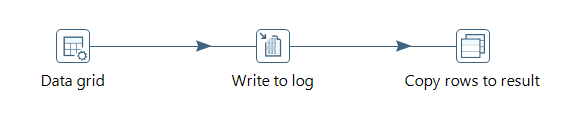 Data grid
Write to log
Copy rows to result